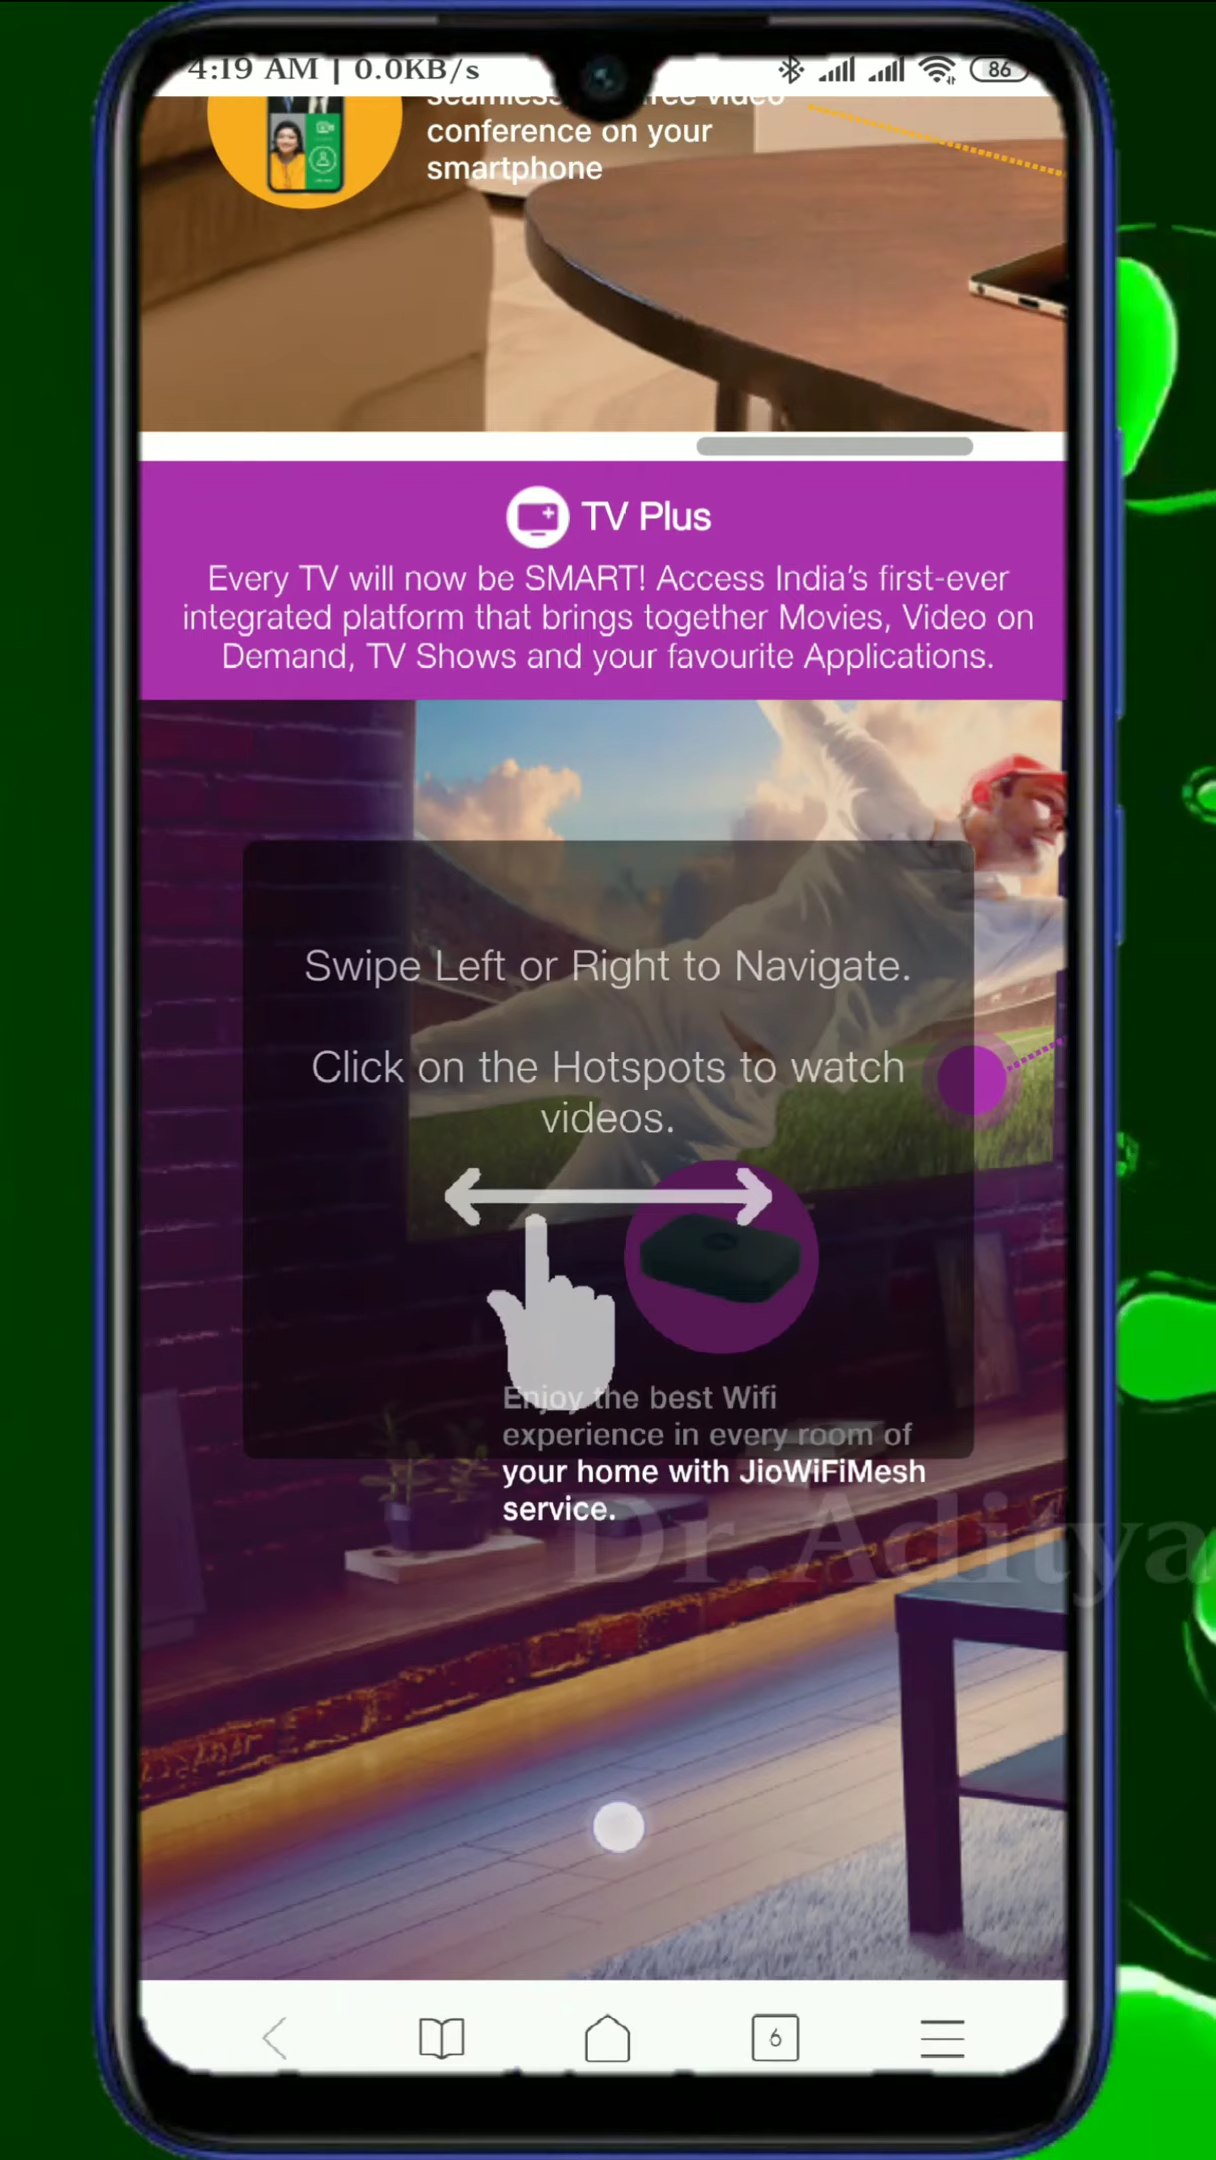 4:19 AM | 0.0KB/s
86
seamless free video
conference on your
smartphone
TV Plus
Every TV will now be SMART! Access India's first-ever
integrated platform that brings together Movies, Video on
Demand, TV Shows and your favourite Applications.
Swipe Left or Right to Navigate.
Click on the Hotspots to watch
videos.
Enjoy the best Wifi
experience in every room of
your home with JioWiFiMesh
service.
Dr.Aditya
6